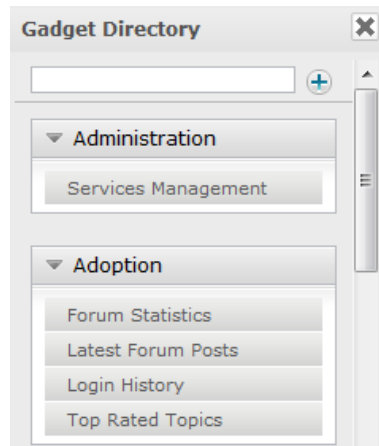 Gadget Directory
Administration
Services Management
Adoption
Forum Statistics
Latest Forum Posts
Login History
Top Rated Topics